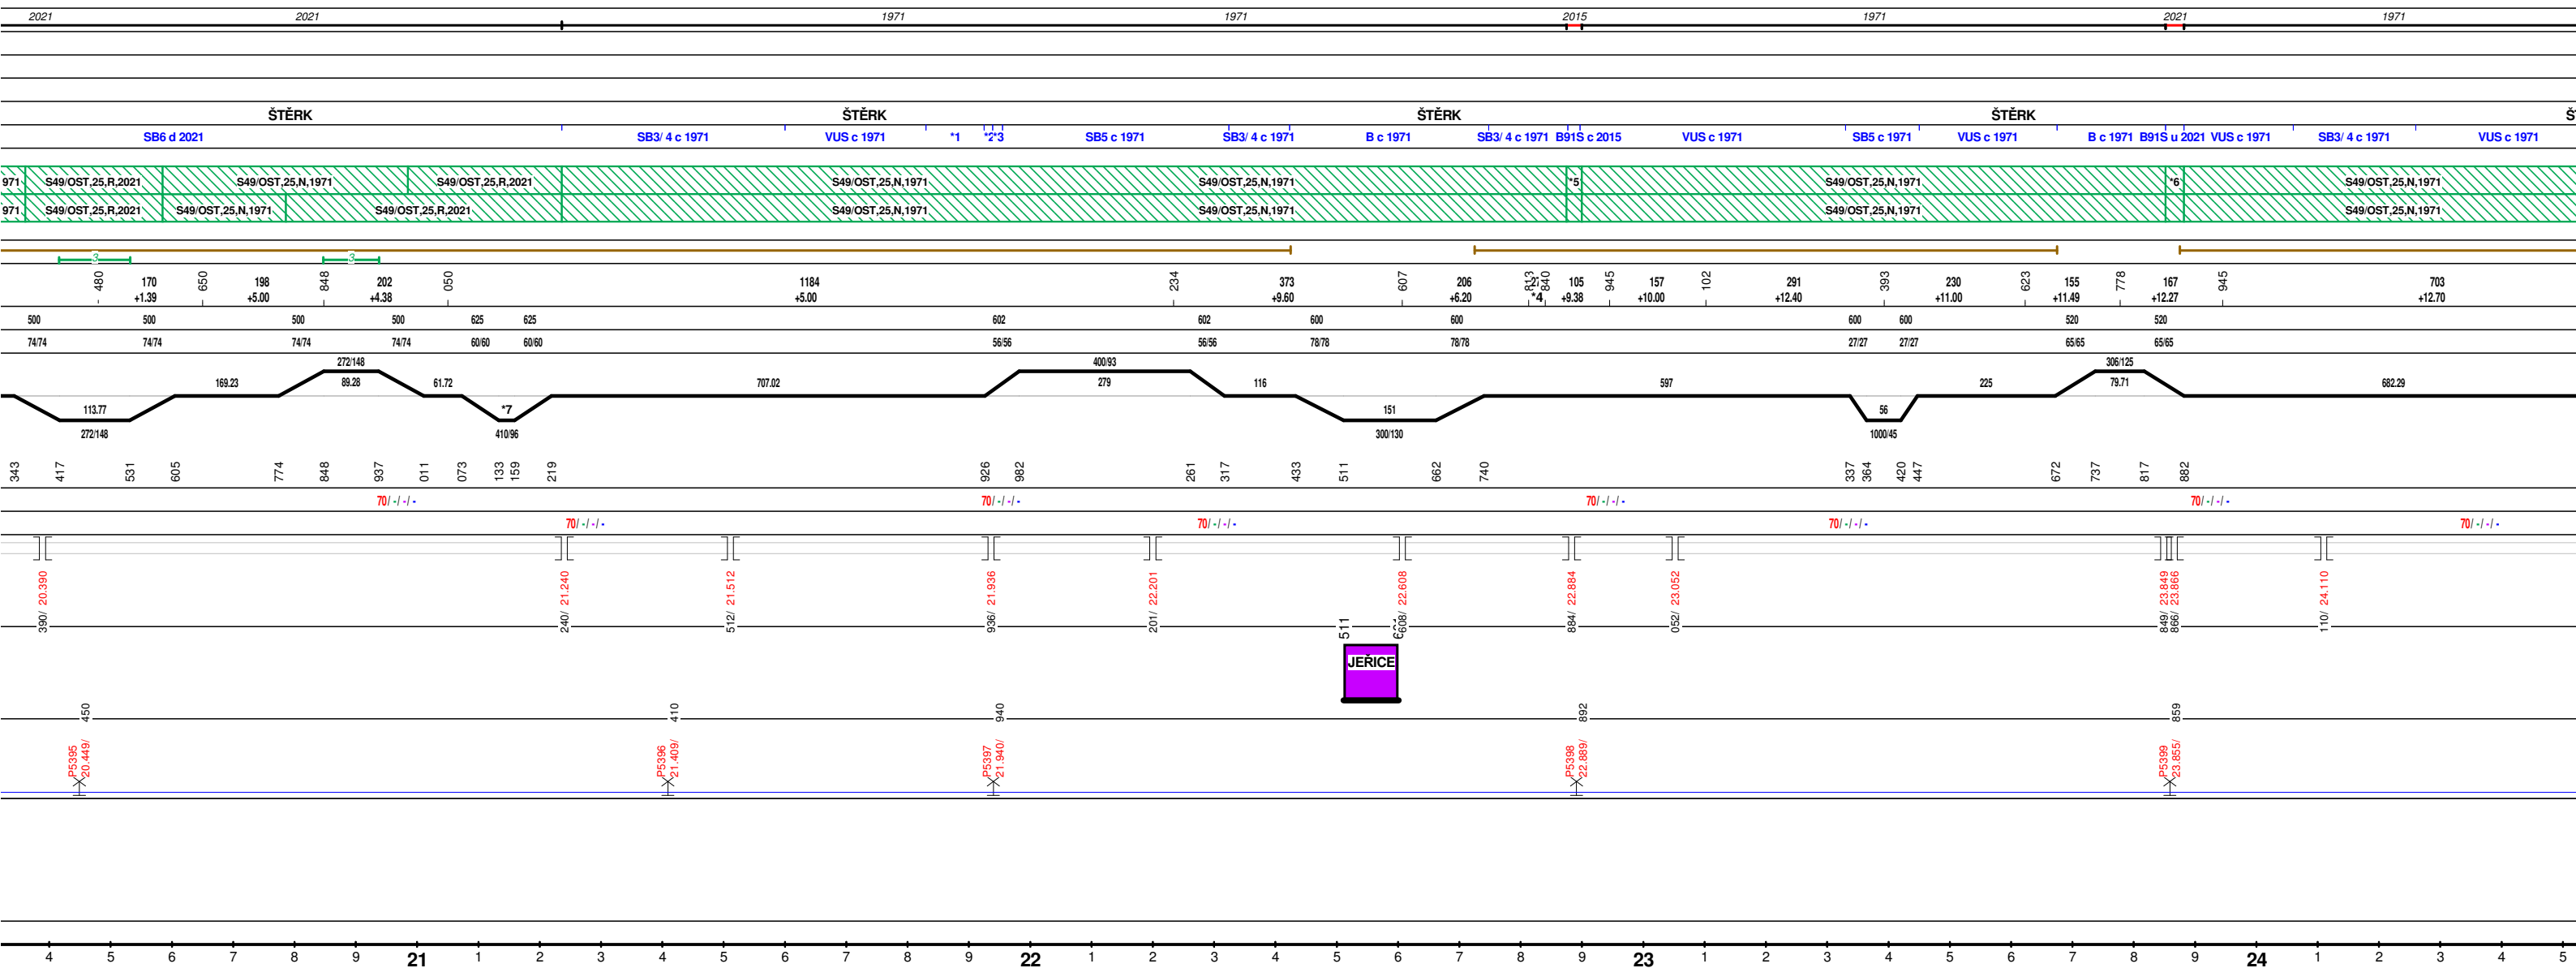 2021 2021 1971 1971 2015 1971 2021 1971
ŠTĚRK ŠTĚRK ŠTĚRK ŠTĚRK
SB6 d 2021 SB3/ 4 c 1971 VUS c 1971 *1 *2 *3 SB5 c 1971 SB3/ 4 c 1971 B c 1971 SB3/ 4 c 1971 B91S c 2015 VUS c 1971 SB5 c 1971 VUS c 1971 B c 1971 B91S u 2021 VUS c 1971 SB3/ 4 c 1971 VUS c 1971
971 S49/OST,25,R,2021 S49/OST,25,N,1971 S49/OST,25,R,2021 S49/OST,25,N,1971 S49/OST,25,N,1971 *5 S49/OST,25,N,1971 *6 S49/OST,25,N,1971
971 S49/OST,25,R,2021 S49/OST,25,N,1971 S49/OST,25,R,2021 S49/OST,25,N,1971 S49/OST,25,N,1971 S49/OST,25,N,1971 S49/OST,25,N,1971
3 3
480 170 650 198 848 202 050 1184 234 373 607 206 813 840 105 945 157 102 291 393 230 623 155 778 167 945 703
+1.39 +5.00 +4.38 +5.00 +9.60 +6.20 *4 +9.38 +10.00 +12.40 +11.00 +11.49 +12.27 +12.70
500 500 500 500 625 625 602 602 600 600 600 600 520 520
74/74 74/74 74/74 74/74 60/60 60/60 56/56 56/56 78/78 78/78 27/27 27/27 65/65 65/65
272/148 400/93 306/125
169.23 89.28 61.72 707.02 279 116 597 225 79.71 682.29
113.77 *7 151 56
272/148 410/96 300/130 1000/45
343 417 531 605 774 848 937 011 073 133 159 219 926 982 261 317 433 511 662 740 337 364 420 447 672 737 817 882
70/ -/ -/ - 70/ -/ -/ - 70/ -/ -/ - 70/ -/ -/ -
70/ -/ -/ - 70/ -/ -/ - 70/ -/ -/ - 70/ -/ -/ -
390/ 20.390 240/ 21.240 512/ 21.512 936/ 21.936 201/ 22.201 608/ 22.608 884/ 22.884 052/ 23.052 849/ 23.849 866/ 23.866 110/ 24.110
511
JEŘICE
450 410 940 892 859
P5395 20.449/ P5396 21.409/ P5397 21.940/ P5398 22.889/ P5399 23.855/
4 5 6 7 8 9 21 1 2 3 4 5 6 7 8 9 22 1 2 3 4 5 6 7 8 9 23 1 2 3 4 5 6 7 8 9 24 1 2 3 4 5